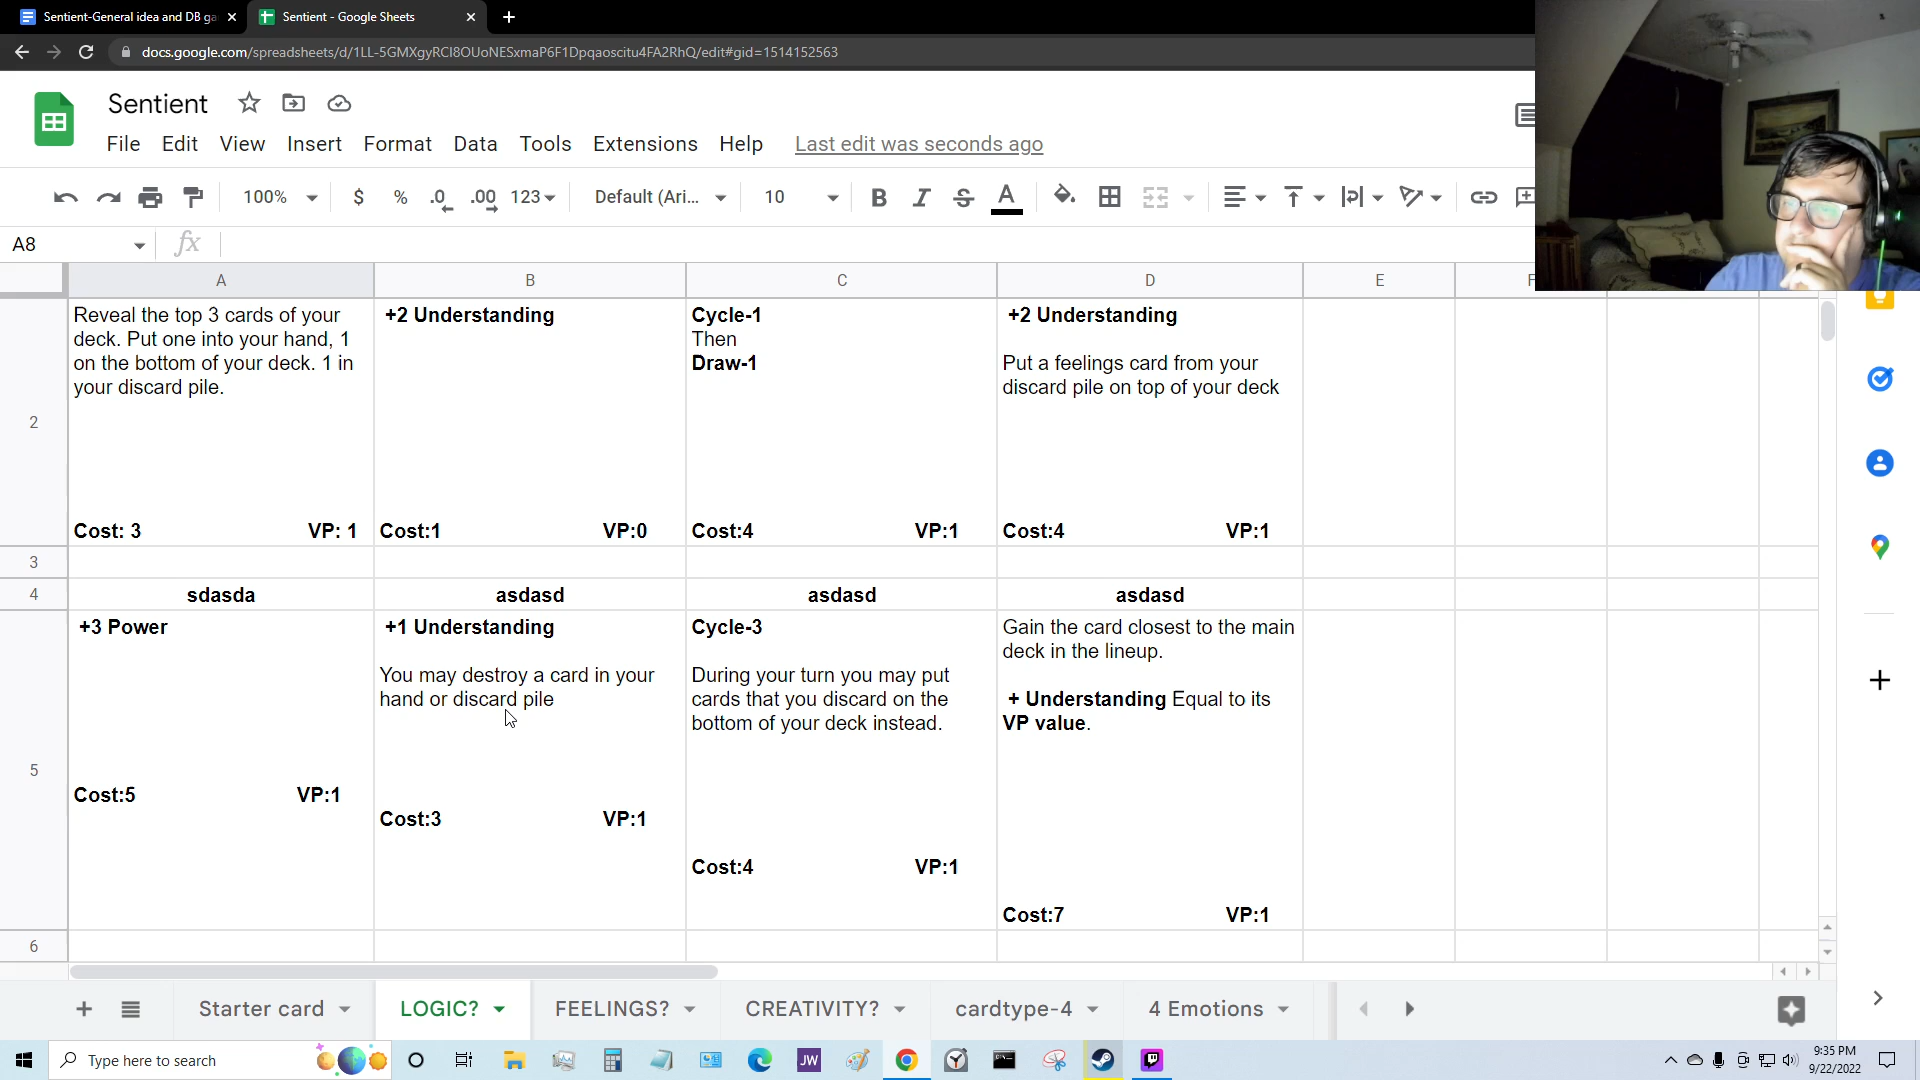 Sentient-General idea and DB ga
Sentient - Google Sheets
docs.google.com/spreadsheets/d/1LL-5GMXgyRCI8OUoNESxmaP6F1Dpqaoscitu4FA2RhQ/edit#gid=1514152563
Sentient
File Edit View Insert Format Data Tools Extensions Help Last edit was seconds ago
100% $ % .0 .00 123 Default (Ari... 10 B I S A
A8 fx
A B C D E F
2
Reveal the top 3 cards of your
deck. Put one into your hand, 1
on the bottom of your deck. 1 in
your discard pile.
Cost: 3 VP: 1
+2 Understanding
Cost:1 VP:0
Cycle-1
Then
Draw-1
Cost:4 VP:1
+2 Understanding
Put a feelings card from your
discard pile on top of your deck
Cost:4 VP:1
3
4 sdasda asdasd asdasd asdasd
5
+3 Power
Cost:5 VP:1
+1 Understanding
You may destroy a card in your
hand or discard pile
Cost:3 VP:1
Cycle-3
During your turn you may put
cards that you discard on the
bottom of your deck instead.
Cost:4 VP:1
Gain the card closest to the main
deck in the lineup.
+ Understanding Equal to its
VP value.
Cost:7 VP:1
6
Starter card LOGIC? FEELINGS? CREATIVITY? cardtype-4 4 Emotions
Type here to search
JW
9:35 PM
9/22/2022